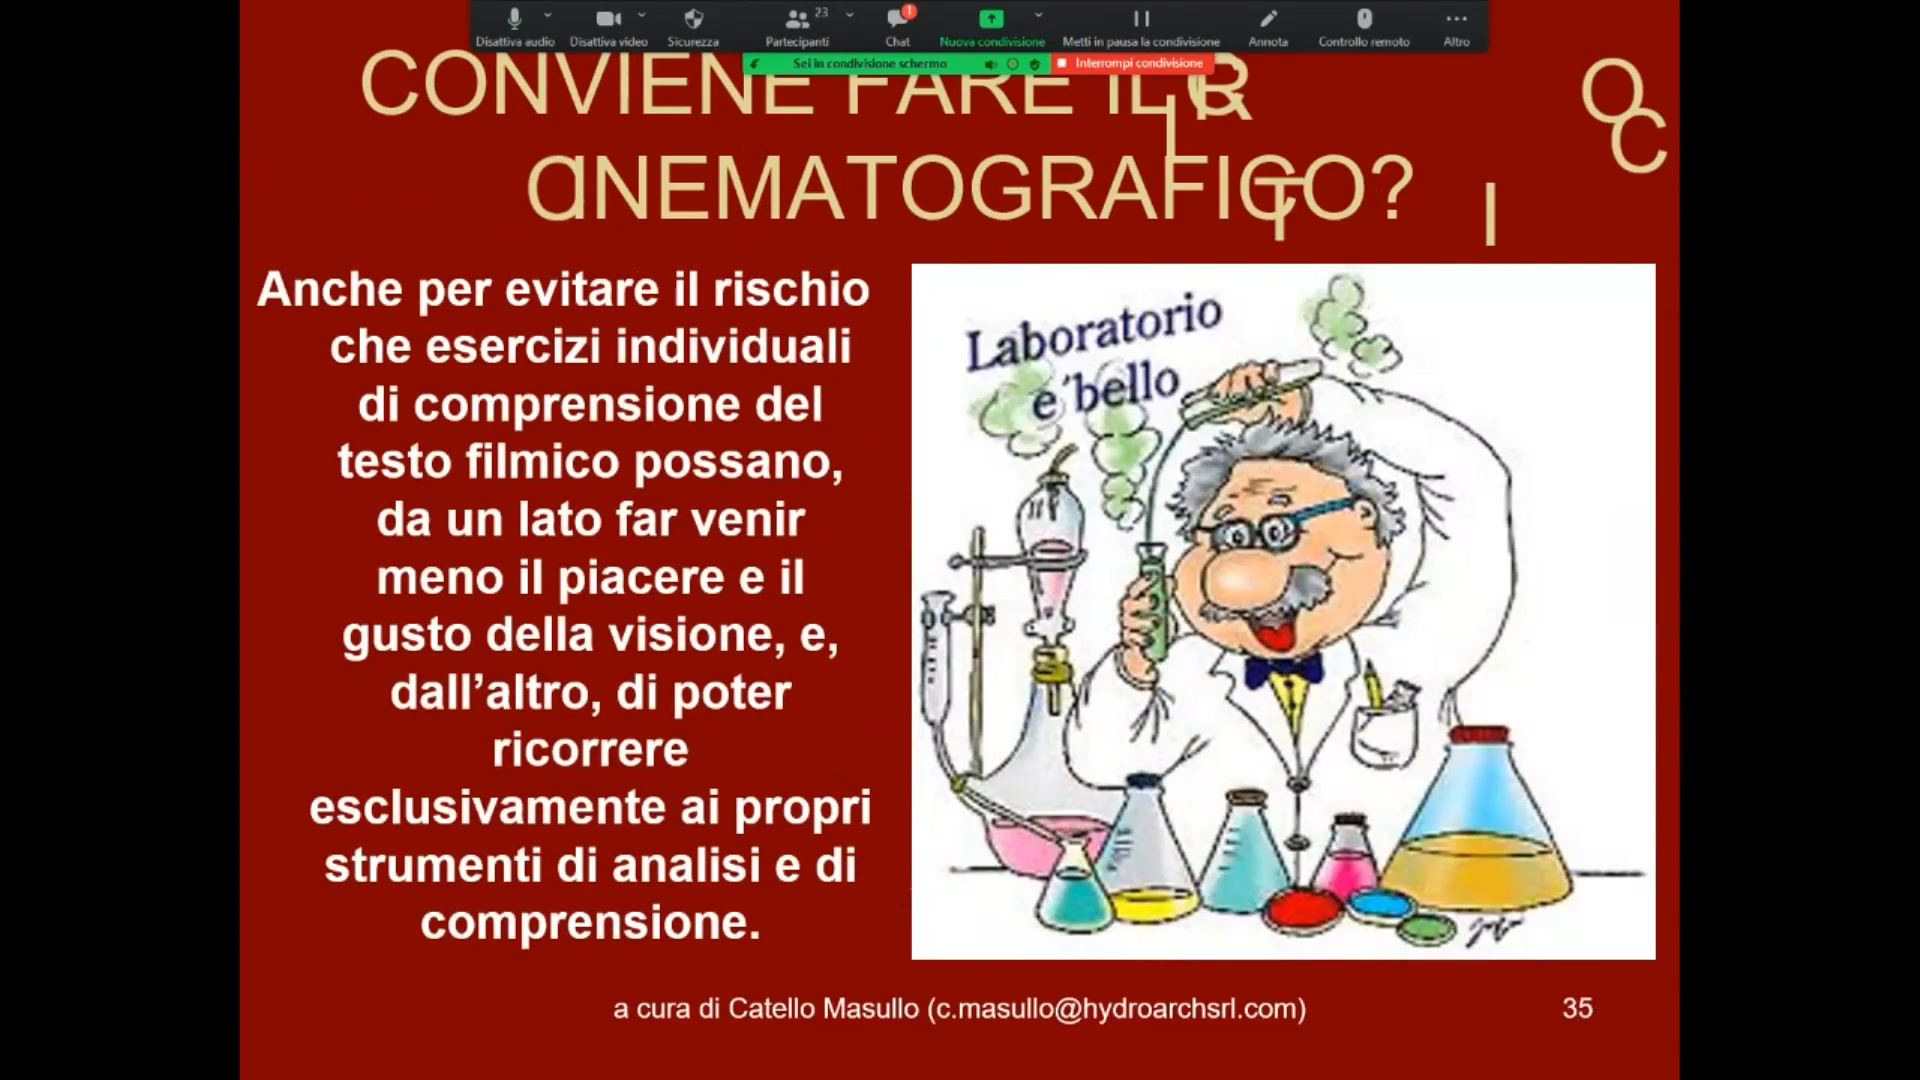 Disattiva audio Disattiva video Sicurezza Partecipanti 23 Chat 1 Nuova condivisione Metti in pausa la condivisione Annota Controllo remoto Altro
Sei in condivisione schermo Interrompi condivisione
CONVIENE FARE IL
CINEMATOGRAFICO?
Anche per evitare il rischio
che esercizi individuali
di comprensione del
testo filmico possano,
da un lato far venir
meno il piacere e il
gusto della visione, e,
dall’altro, di poter
ricorrere
esclusivamente ai propri
strumenti di analisi e di
comprensione.
Laboratorio
e' bello
a cura di Catello Masullo (c.masullo@hydroarchsrl.com)
35